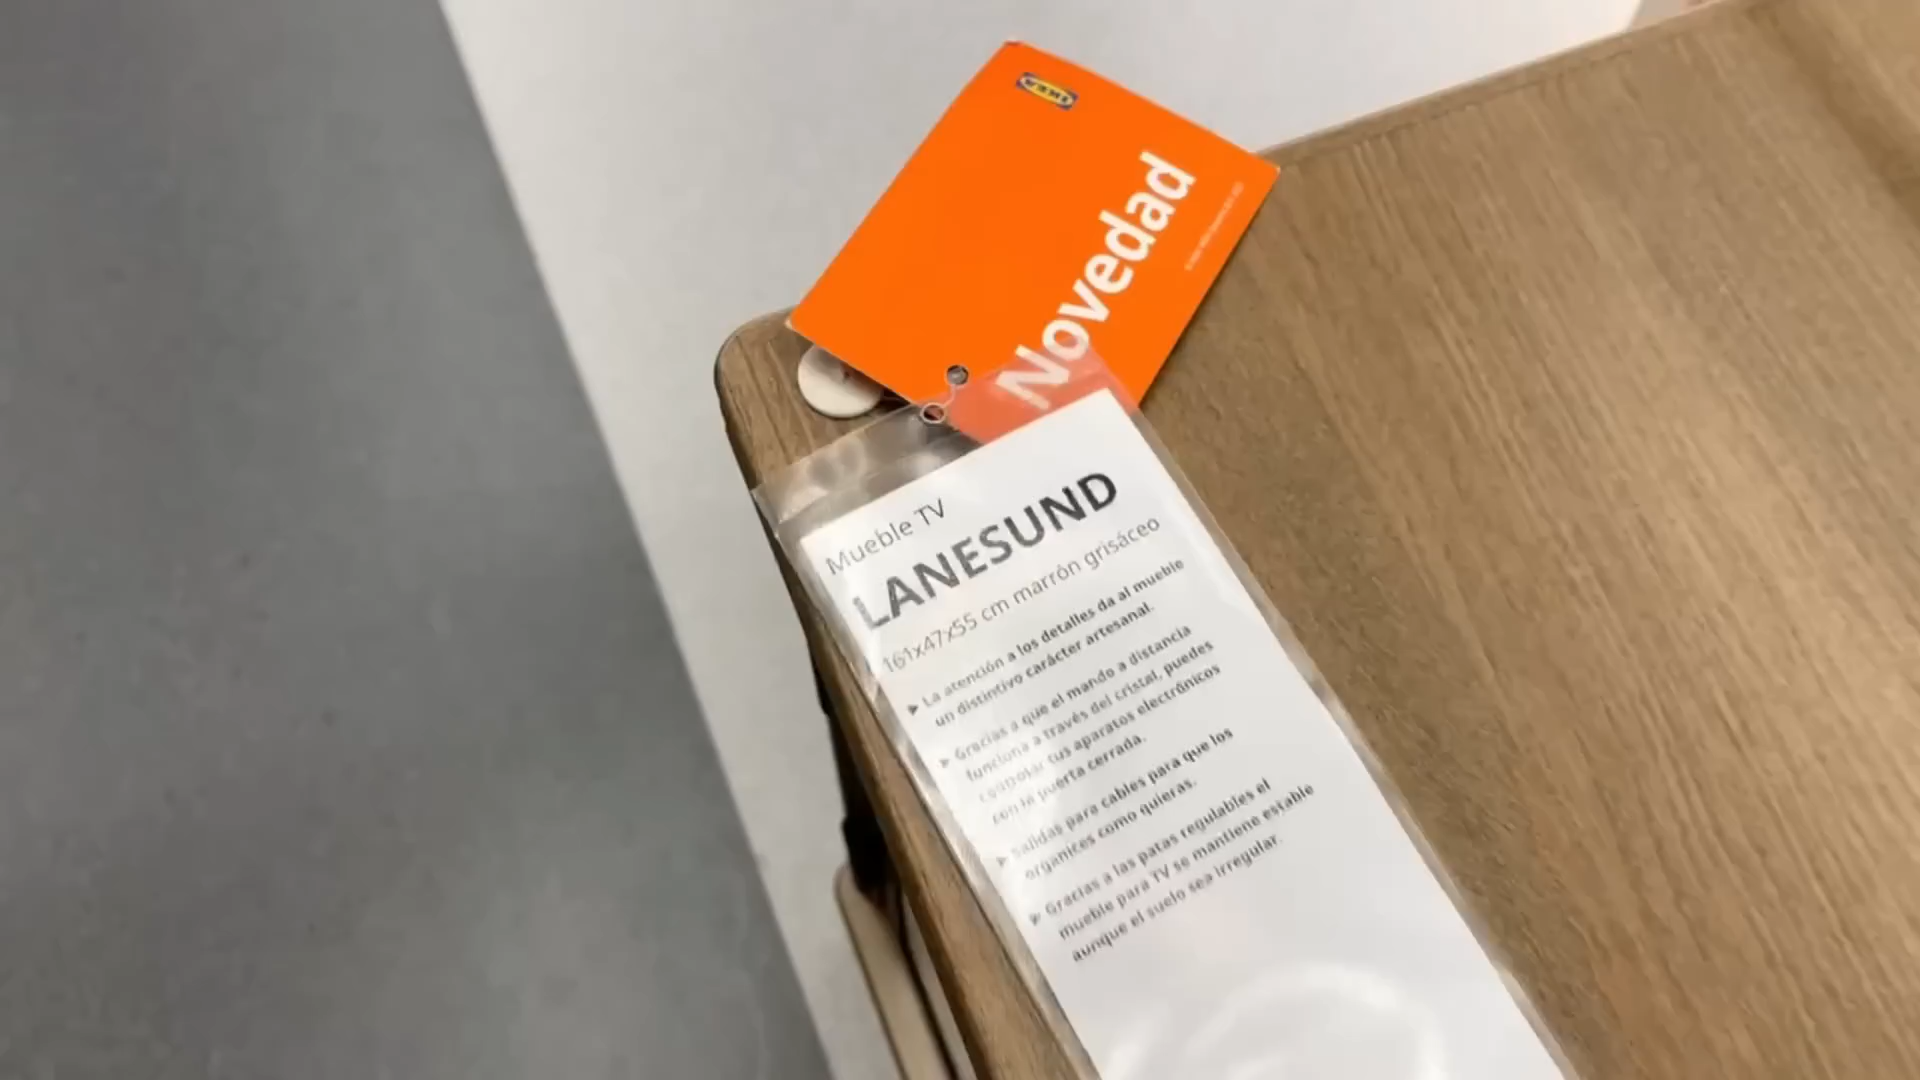 IKEA
Novedad
Mueble TV
LANESUND
161x47x55 cm marrón grisáceo
▶ La atención a los detalles da al mueble
un distintivo carácter artesanal.
▶ Gracias a que el mando a distancia
funciona a través del cristal, puedes
controlar tus aparatos electrónicos
con la puerta cerrada.
▶ Salidas para cables para que los
organices como quieras.
▶ Gracias a las patas regulables el
mueble para TV se mantiene estable
aunque el suelo sea irregular.